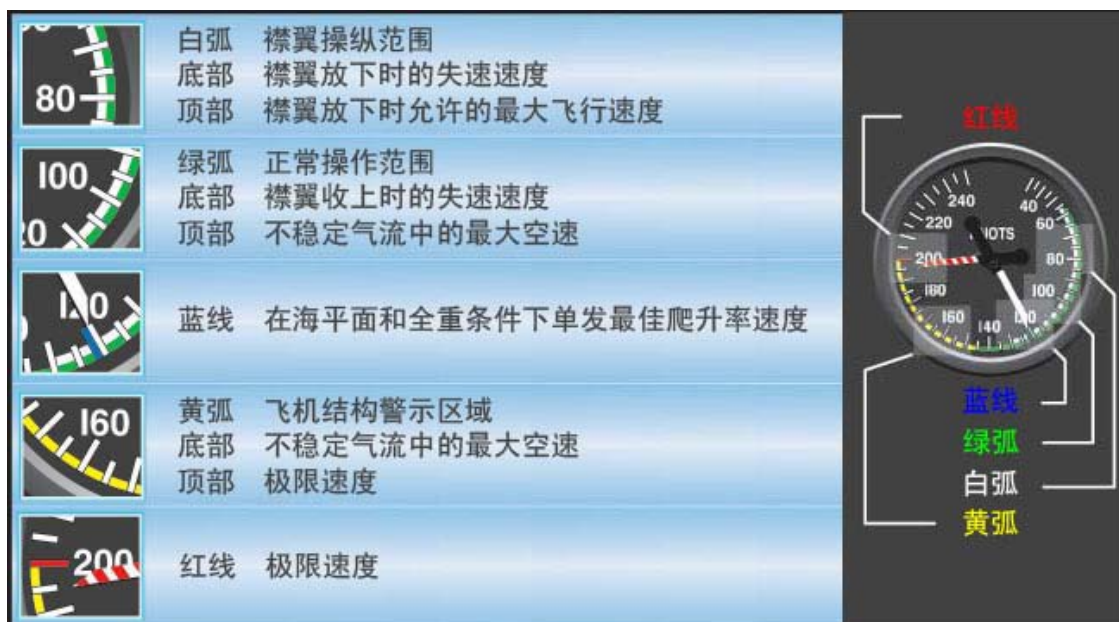 80
白弧 襟翼操纵范围
底部 襟翼放下时的失速速度
顶部 襟翼放下时允许的最大飞行速度
100
绿弧 正常操作范围
底部 襟翼收上时的失速速度
顶部 不稳定气流中的最大空速
120
蓝线 在海平面和全重条件下单发最佳爬升率速度
160
黄弧 飞机结构警示区域
底部 不稳定气流中的最大空速
顶部 极限速度
200
红线 极限速度
红线
240
40
220
60
KNOTS
200
80
180
100
160
140
120
蓝线
绿弧
白弧
黄弧